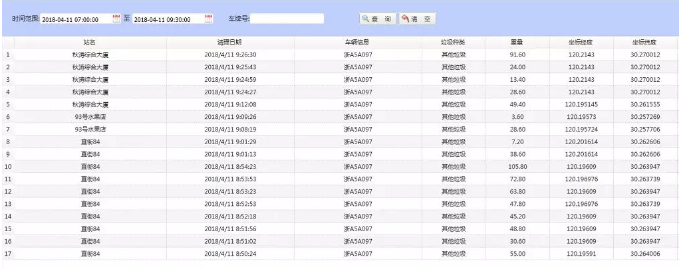 时间范围: 2018-04-11 07:00:00 至 2018-04-11 09:30:00 车牌号: 查 询 清 空
站名 清理日期 车辆信息 垃圾种类 重量 坐标经度 坐标纬度
1 秋涛综合大厦 2018/4/11 9:26:30 浙A5A097 其他垃圾 91.60 120.2143 30.270012
2 秋涛综合大厦 2018/4/11 9:25:43 浙A5A097 其他垃圾 24.00 120.2143 30.270012
3 秋涛综合大厦 2018/4/11 9:24:59 浙A5A097 其他垃圾 13.40 120.2143 30.270012
4 秋涛综合大厦 2018/4/11 9:24:27 浙A5A097 其他垃圾 28.60 120.2143 30.270012
5 秋涛综合大厦 2018/4/11 9:12:08 浙A5A097 其他垃圾 49.40 120.195145 30.261555
6 93号水果店 2018/4/11 9:09:26 浙A5A097 其他垃圾 3.60 120.19573 30.257269
7 93号水果店 2018/4/11 9:08:19 浙A5A097 其他垃圾 28.60 120.195724 30.257706
8 直街84 2018/4/11 9:01:29 浙A5A097 其他垃圾 7.20 120.201614 30.262606
9 直街84 2018/4/11 9:01:13 浙A5A097 其他垃圾 38.60 120.201614 30.262606
10 直街84 2018/4/11 8:54:23 浙A5A097 其他垃圾 105.80 120.19609 30.263947
11 直街84 2018/4/11 8:53:53 浙A5A097 其他垃圾 72.80 120.196976 30.263739
12 直街84 2018/4/11 8:53:23 浙A5A097 其他垃圾 63.80 120.19609 30.263947
13 直街84 2018/4/11 8:52:53 浙A5A097 其他垃圾 47.80 120.196976 30.263739
14 直街84 2018/4/11 8:52:18 浙A5A097 其他垃圾 45.20 120.19609 30.263947
15 直街84 2018/4/11 8:51:56 浙A5A097 其他垃圾 48.80 120.19609 30.263947
16 直街84 2018/4/11 8:51:02 浙A5A097 其他垃圾 30.60 120.19609 30.263947
17 直街84 2018/4/11 8:50:24 浙A5A097 其他垃圾 55.00 120.19591 30.264006